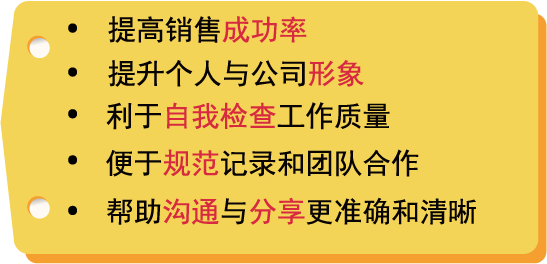 • 提高销售成功率
• 提升个人与公司形象
• 利于自我检查工作质量
• 便于规范记录和团队合作
• 帮助沟通与分享更准确和清晰